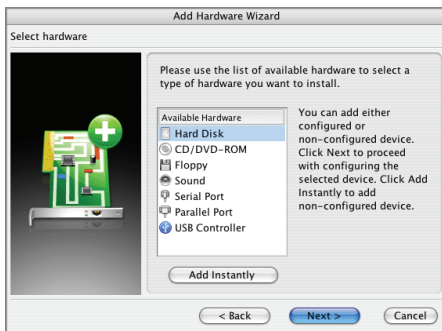 Add Hardware Wizard
Select hardware
Please use the list of available hardware to select a
type of hardware you want to install.
Available Hardware
Hard Disk
CD/DVD-ROM
Floppy
Sound
Serial Port
Parallel Port
USB Controller
You can add either
configured or
non-configured device.
Click Next to proceed
with configuring the
selected device. Click Add
Instantly to add
non-configured device.
Add Instantly
< Back
Next >
Cancel